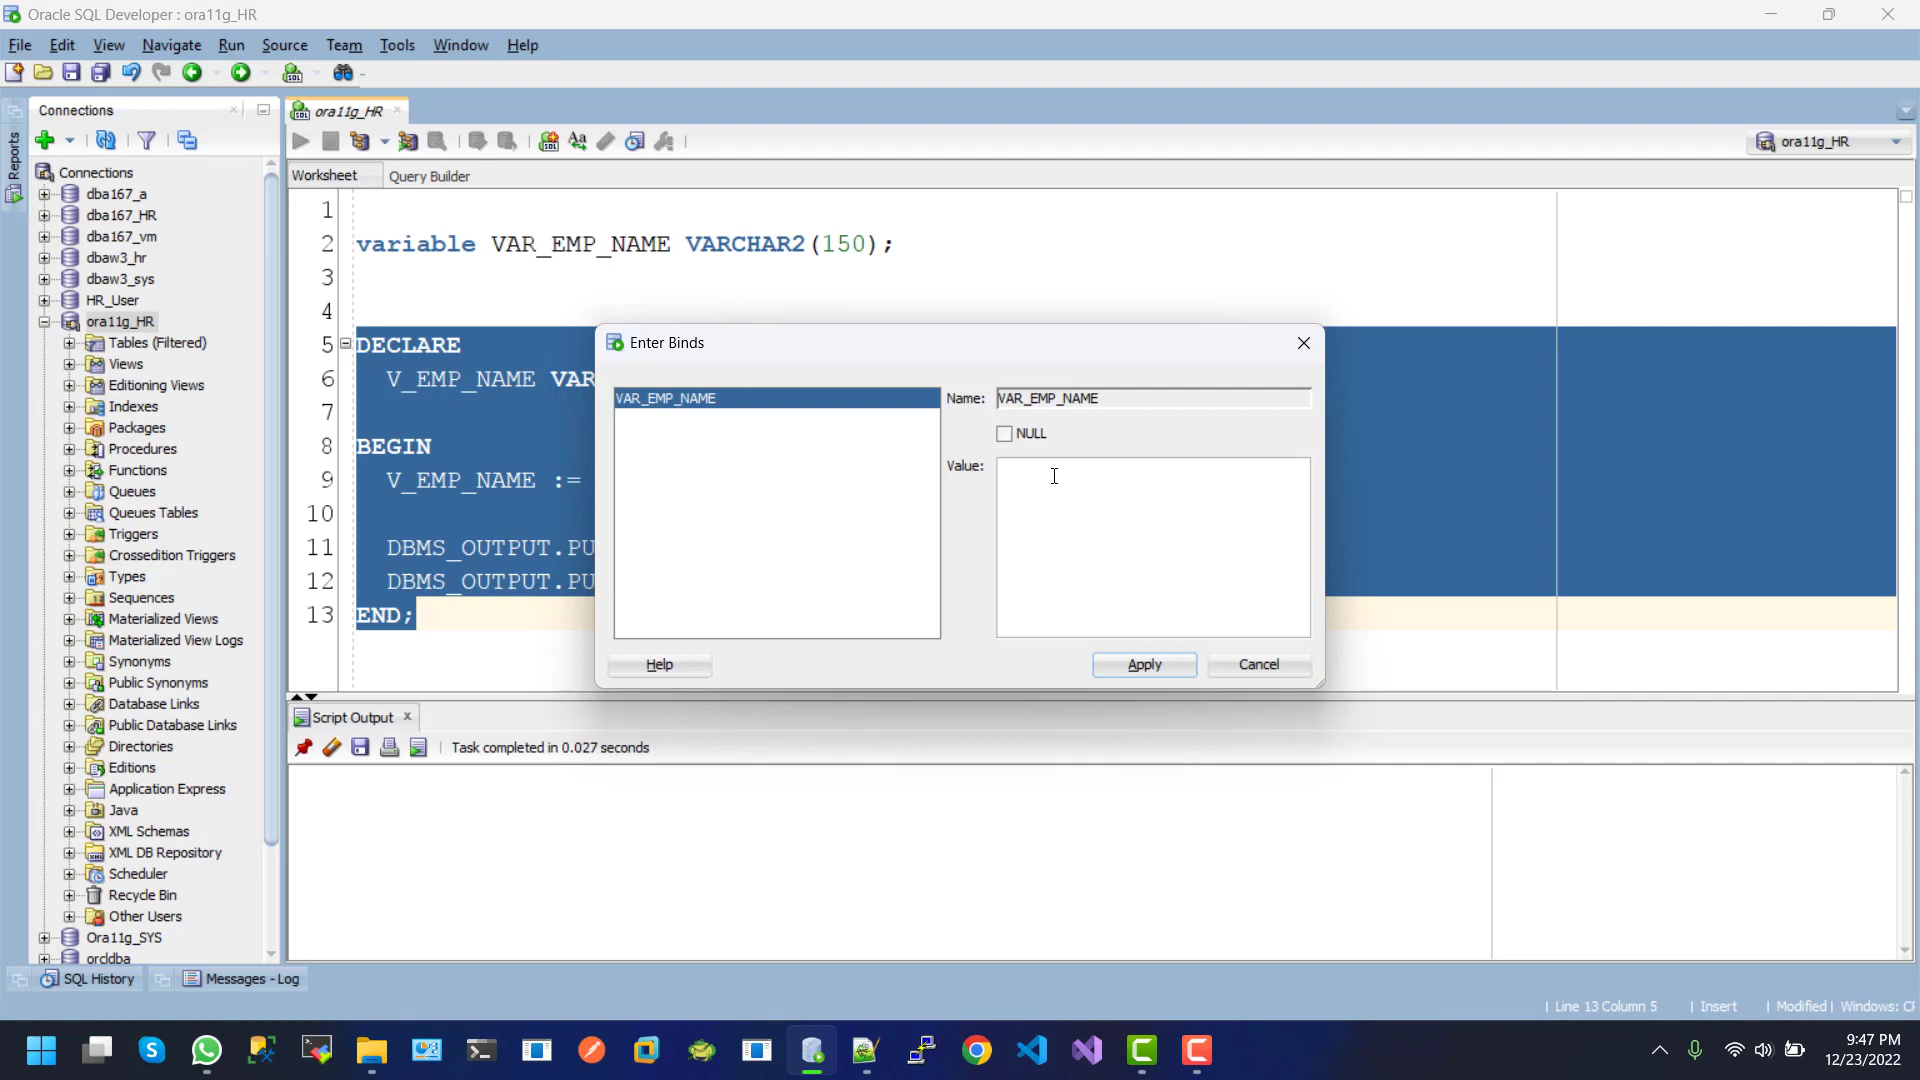 Oracle SQL Developer : ora11g_HR
File Edit View Navigate Run Source Team Tools Window Help
Reports
Connections
Connections
dba167_a
dba167_HR
dba167_vm
dbaw3_hr
dbaw3_sys
HR_User
ora11g_HR
Tables (Filtered)
Views
Editioning Views
Indexes
Packages
Procedures
Functions
Queues
Queues Tables
Triggers
Crossedition Triggers
Types
Sequences
Materialized Views
Materialized View Logs
Synonyms
Public Synonyms
Database Links
Public Database Links
Directories
Editions
Application Express
Java
XML Schemas
XML DB Repository
Scheduler
Recycle Bin
Other Users
Ora11g_SYS
orcldba
ora11g_HR
ora11g_HR
Worksheet Query Builder
1
2 variable VAR_EMP_NAME VARCHAR2(150);
3
4
5 DECLARE
6 V_EMP_NAME VAR
7
8 BEGIN
9 V_EMP_NAME :=
10
11 DBMS_OUTPUT.PU
12 DBMS_OUTPUT.PU
13 END;
Enter Binds
VAR_EMP_NAME
Name: VAR_EMP_NAME
NULL
Value:
Help Apply Cancel
Script Output
Task completed in 0.027 seconds
SQL History Messages - Log
Line 13 Column 5 | Insert | Modified | Windows: CF
9:47 PM
12/23/2022